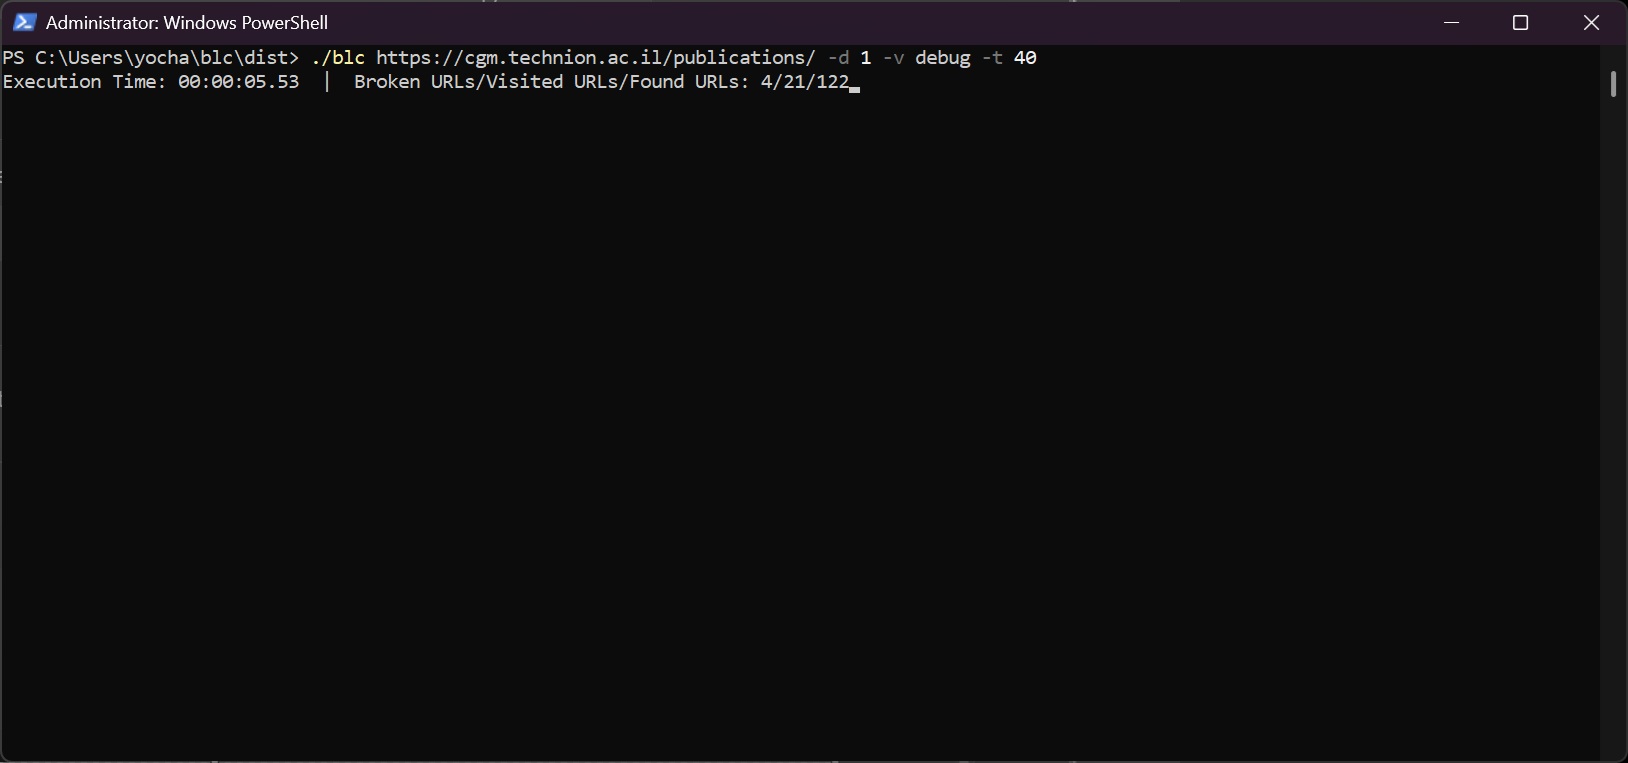 Administrator: Windows PowerShell
PS C:\Users\yocha\blc\dist> ./blc https://cgm.technion.ac.il/publications/ -d 1 -v debug -t 40
Execution Time: 00:00:05.53 | Broken URLs/Visited URLs/Found URLs: 4/21/122